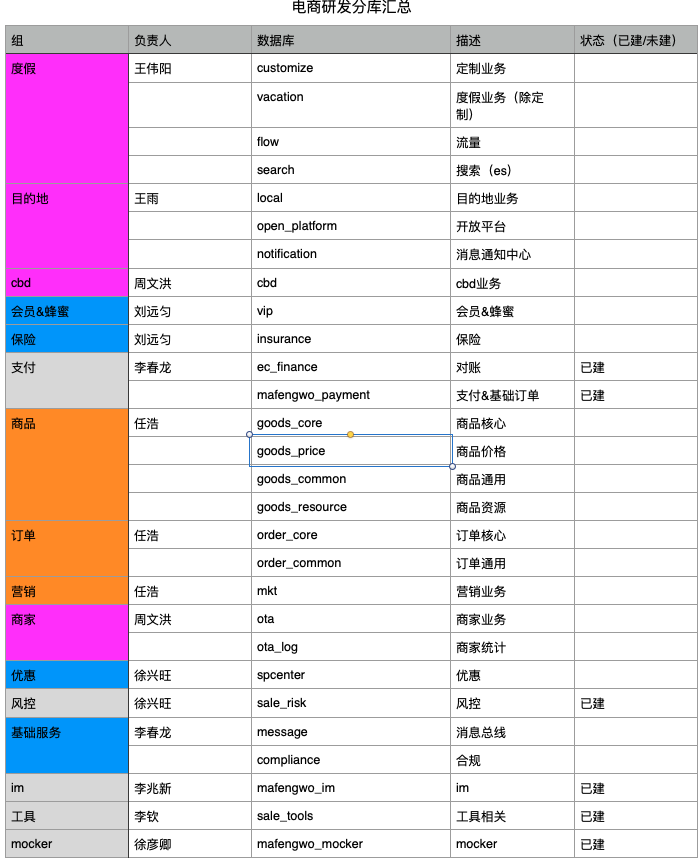 电商研发分库汇总
组 负责人 数据库 描述 状态（已建/未建）
度假 王伟阳 customize 定制业务
vacation 度假业务（除定
制）
flow 流量
search 搜索（es）
目的地 王雨 local 目的地业务
open_platform 开放平台
notification 消息通知中心
cbd 周文洪 cbd cbd业务
会员&蜂蜜 刘远匀 vip 会员&蜂蜜
保险 刘远匀 insurance 保险
支付 李春龙 ec_finance 对账 已建
mafengwo_payment 支付&基础订单 已建
商品 任浩 goods_core 商品核心
goods_price 商品价格
goods_common 商品通用
goods_resource 商品资源
订单 任浩 order_core 订单核心
order_common 订单通用
营销 任浩 mkt 营销业务
商家 周文洪 ota 商家业务
ota_log 商家统计
优惠 徐兴旺 spcenter 优惠
风控 徐兴旺 sale_risk 风控 已建
基础服务 李春龙 message 消息总线
compliance 合规
im 李兆新 mafengwo_im im 已建
工具 李钦 sale_tools 工具相关 已建
mocker 徐彦卿 mafengwo_mocker mocker 已建